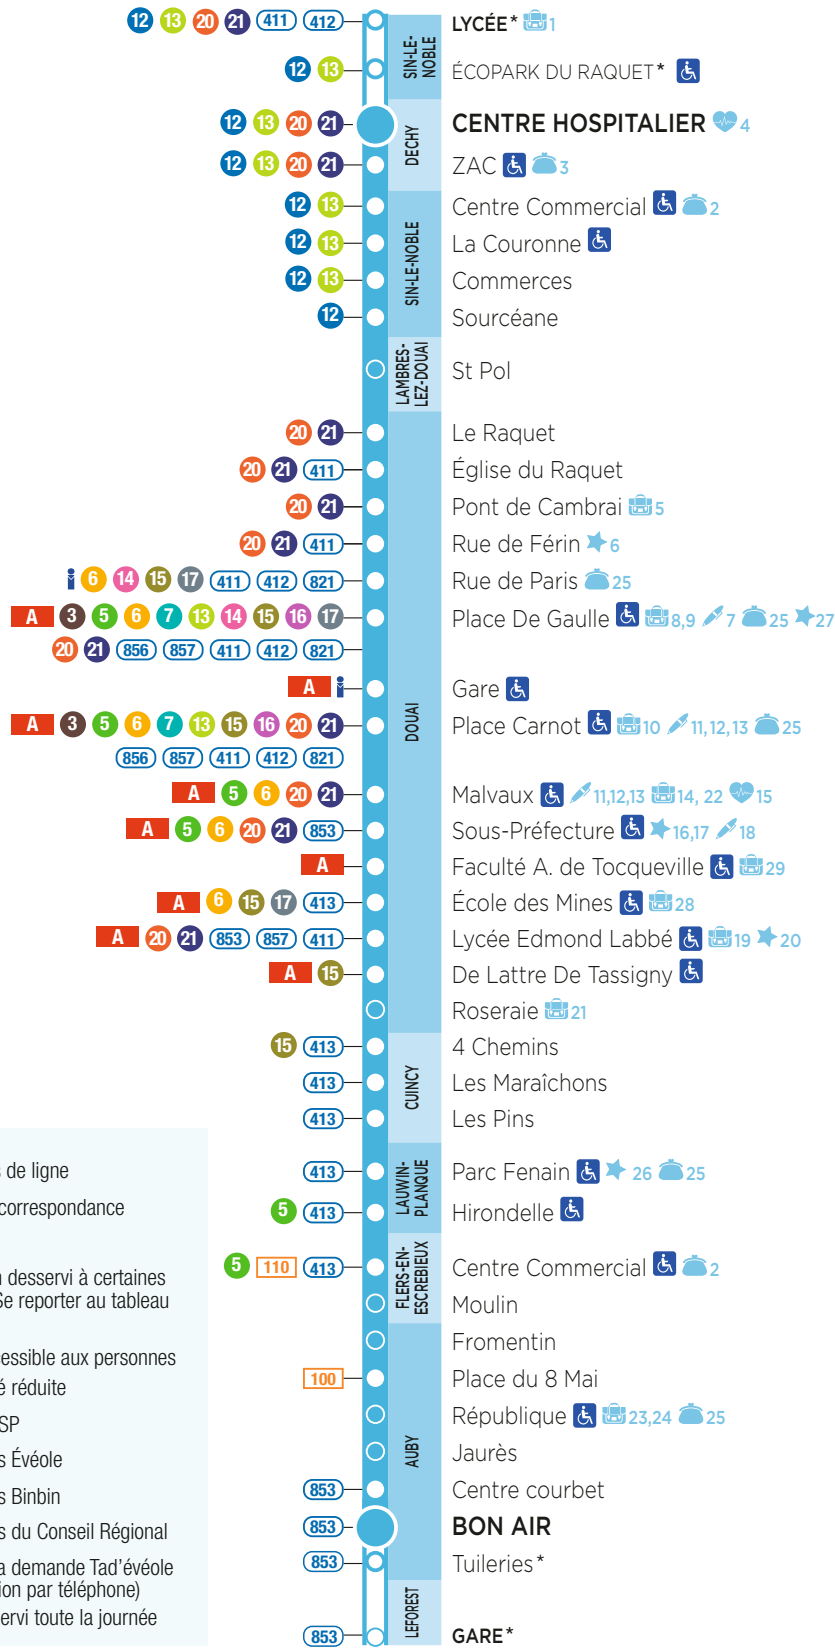 12 13 20 21 411 412 LYCÉE* 1
12 13 ÉCOPARK DU RAQUET*
SIN-LE-
NOBLE
12 13 20 21 CENTRE HOSPITALIER 4
12 13 20 21 ZAC 3
DECHY
12 13 Centre Commercial 2
12 13 La Couronne
12 13 Commerces
12 Sourcéane
SIN-LE-NOBLE
St Pol
LAMBRES-
LEZ-DOUAI
20 21 Le Raquet
20 21 411 Église du Raquet
20 21 Pont de Cambrai 5
20 21 411 Rue de Férin 6
6 14 15 17 411 412 821 Rue de Paris 25
A 3 5 6 7 13 14 15 16 17 Place De Gaulle 8,9 7 25 27
20 21 856 857 411 412 821
A Gare
DOUAI
A 3 5 6 7 13 15 16 20 21 Place Carnot 10 11,12,13 25
856 857 411 412 821
A 5 6 20 21 Malvaux 11,12,13 14, 22 15
A 5 6 20 21 853 Sous-Préfecture 16,17 18
A Faculté A. de Tocqueville 29
A 6 15 17 413 École des Mines 28
A 20 21 853 857 411 Lycée Edmond Labbé 19 20
A 15 De Lattre De Tassigny
Roseraie 21
15 413 4 Chemins
413 Les Maraîchons
413 Les Pins
CUINCY
413 Parc Fenain 26 25
5 413 Hirondelle
LAUWIN-
PLANQUE
5 110 413 Centre Commercial 2
Moulin
FLERS-EN-
ESCREBIEUX
Fromentin
100 Place du 8 Mai
République 23,24 25
Jaurès
AUBY
853 Centre courbet
853 BON AIR
853 Tuileries*
LEFOREST
853 GARE*
de ligne
correspondance
desservi à certaines
Se reporter au tableau
essible aux personnes
é réduite
SP
s Évéole
s Binbin
s du Conseil Régional
a demande Tad'évéole
ion par téléphone)
ervi toute la journée